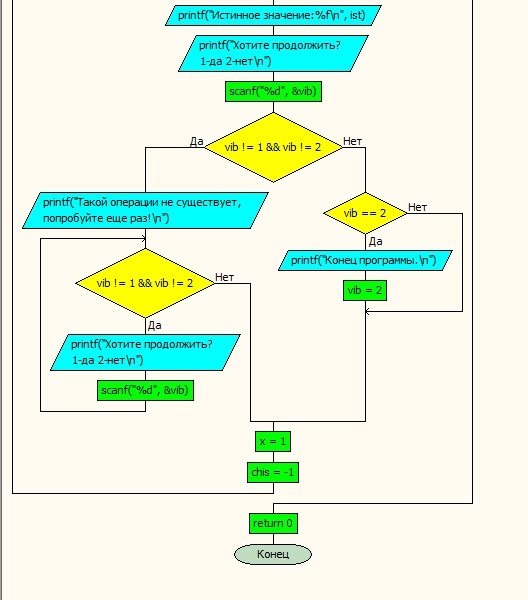 printf("Истинное значение:%f\n", ist)
printf("Хотите продолжить?
1-да 2-нет\n")
scanf("%d", &vib)
Да
Нет
vib != 1 && vib != 2
printf("Такой операции не существует,
попробуйте еще раз!\n")
vib == 2
Нет
Да
printf("Конец программы.\n")
vib = 2
vib != 1 && vib != 2
Нет
Да
printf("Хотите продолжить?
1-да 2-нет\n")
scanf("%d", &vib)
x = 1
chis = -1
return 0
Конец